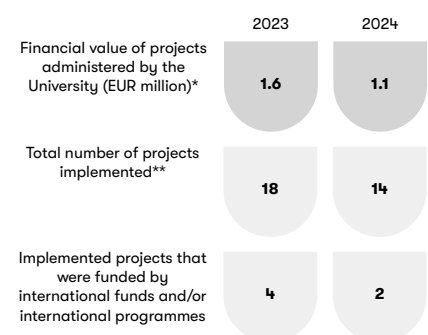 2023 2024
Financial value of projects
administered by the
University (EUR million)*
1.6 1.1
Total number of projects
implemented**
18 14
Implemented projects that
were funded by
international funds and/or
international programmes
4 2